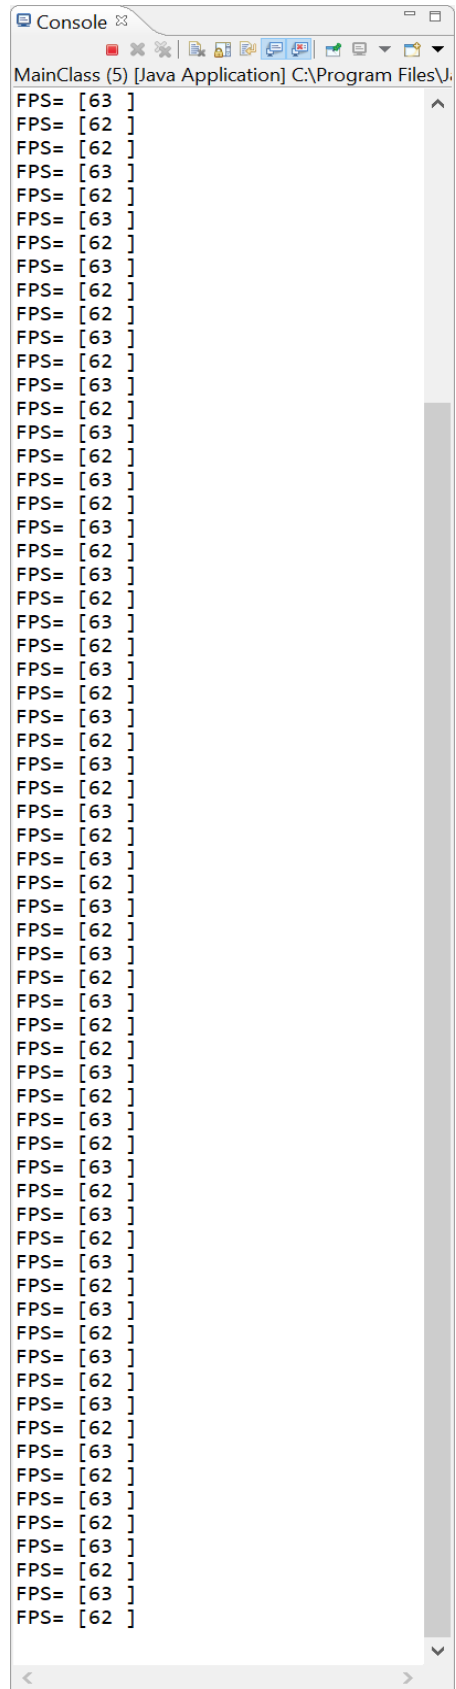 Console
MainClass (5) [Java Application] C:\Program Files\J
FPS= [63 ]
FPS= [62 ]
FPS= [62 ]
FPS= [63 ]
FPS= [62 ]
FPS= [63 ]
FPS= [62 ]
FPS= [63 ]
FPS= [62 ]
FPS= [62 ]
FPS= [63 ]
FPS= [62 ]
FPS= [63 ]
FPS= [62 ]
FPS= [63 ]
FPS= [62 ]
FPS= [63 ]
FPS= [62 ]
FPS= [63 ]
FPS= [62 ]
FPS= [63 ]
FPS= [62 ]
FPS= [63 ]
FPS= [62 ]
FPS= [63 ]
FPS= [62 ]
FPS= [63 ]
FPS= [62 ]
FPS= [63 ]
FPS= [62 ]
FPS= [63 ]
FPS= [62 ]
FPS= [63 ]
FPS= [62 ]
FPS= [63 ]
FPS= [62 ]
FPS= [63 ]
FPS= [62 ]
FPS= [63 ]
FPS= [62 ]
FPS= [62 ]
FPS= [63 ]
FPS= [62 ]
FPS= [63 ]
FPS= [62 ]
FPS= [63 ]
FPS= [62 ]
FPS= [63 ]
FPS= [62 ]
FPS= [63 ]
FPS= [62 ]
FPS= [63 ]
FPS= [62 ]
FPS= [63 ]
FPS= [62 ]
FPS= [63 ]
FPS= [62 ]
FPS= [63 ]
FPS= [62 ]
FPS= [63 ]
FPS= [62 ]
FPS= [63 ]
FPS= [62 ]
FPS= [63 ]
FPS= [62 ]